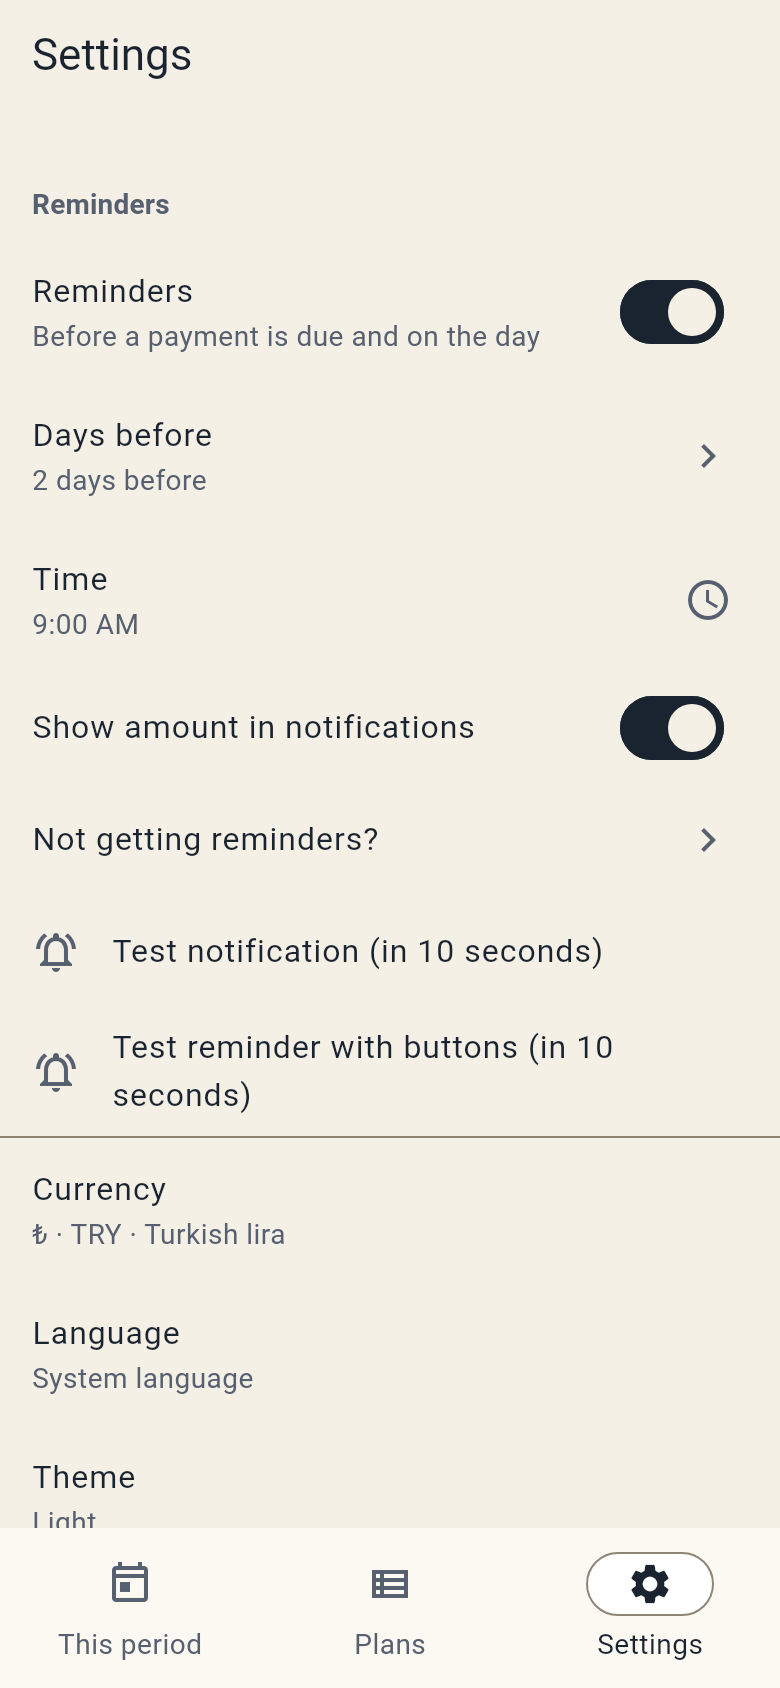 Settings
Reminders
Reminders
Before a payment is due and on the day
Days before
2 days before
Time
9:00 AM
Show amount in notifications
Not getting reminders?
Test notification (in 10 seconds)
Test reminder with buttons (in 10
seconds)
Currency
₺ · TRY · Turkish lira
Language
System language
Theme
Light
This period
Plans
Settings